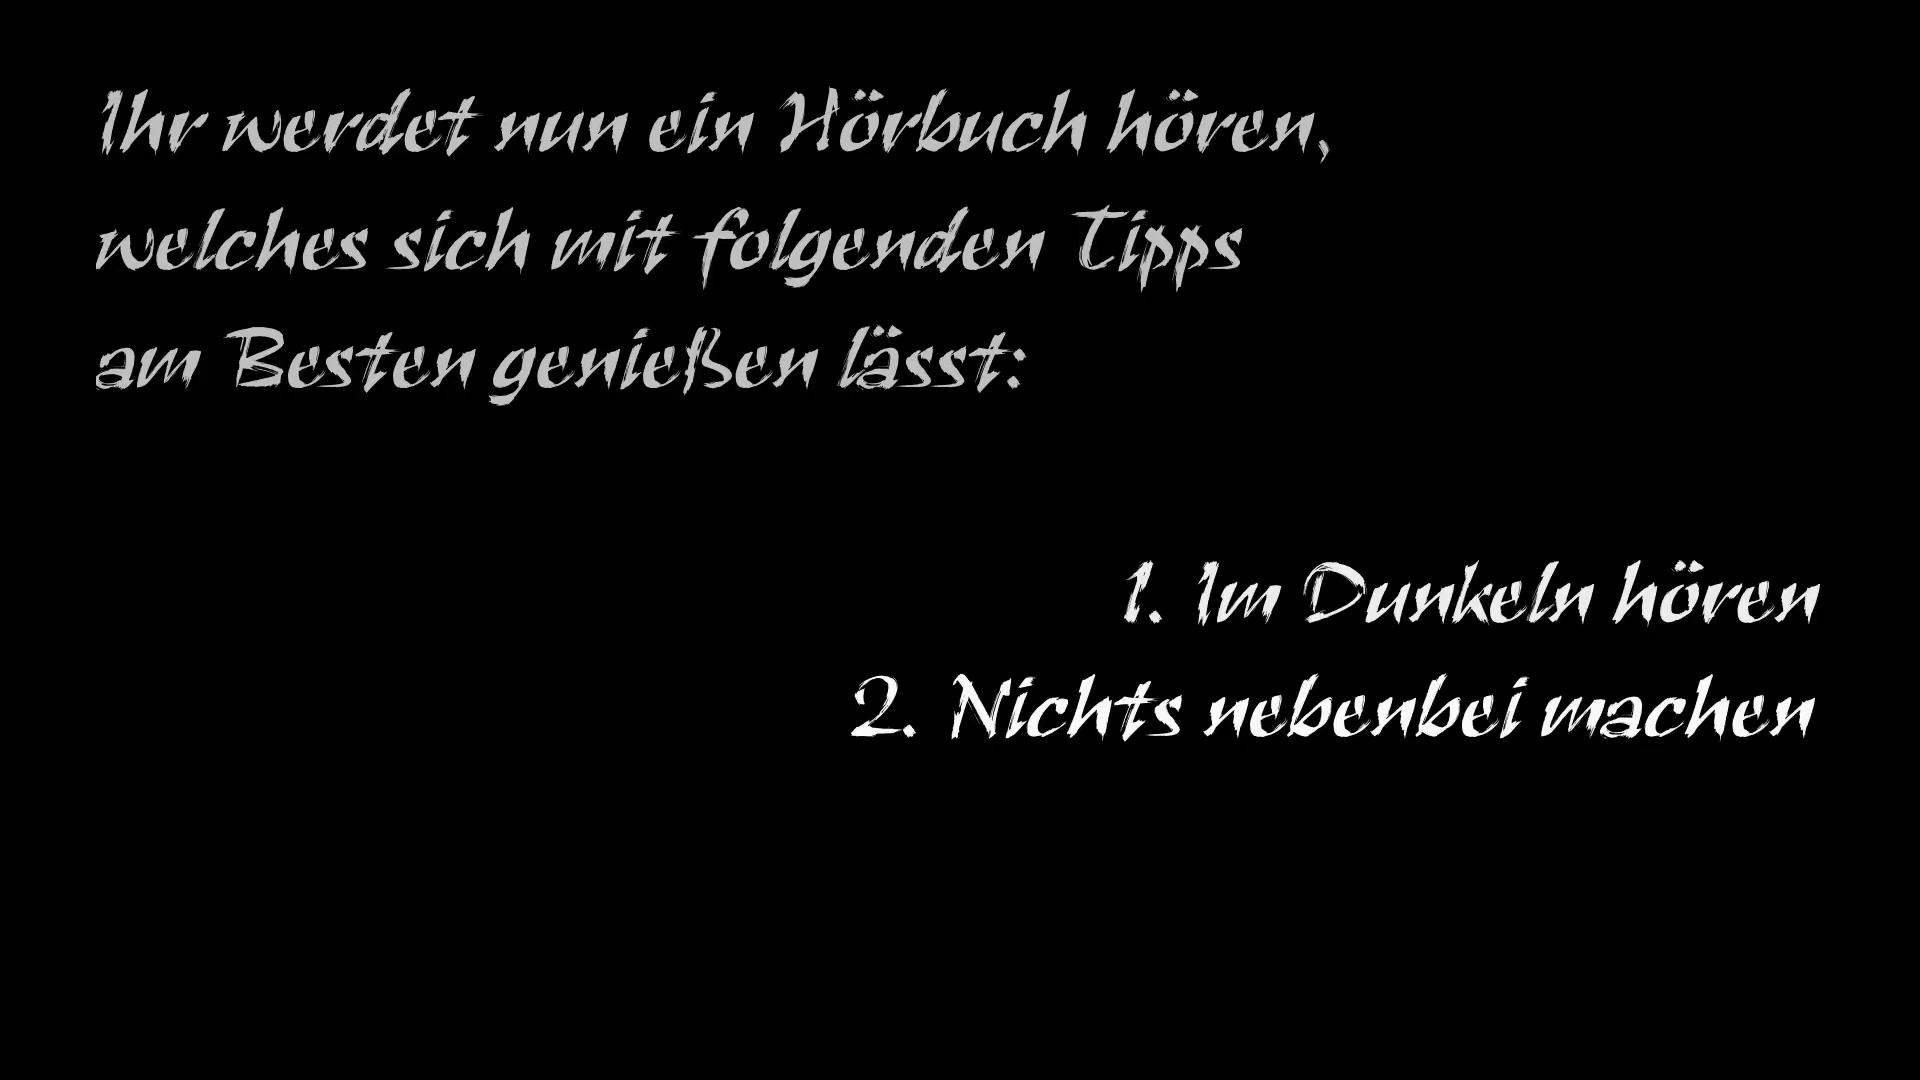 Ihr werdet nun ein Hörbuch hören,
welches sich mit folgenden Tipps
am Besten genießen lässt:
1. Im Dunkeln hören
2. Nichts nebenbei machen